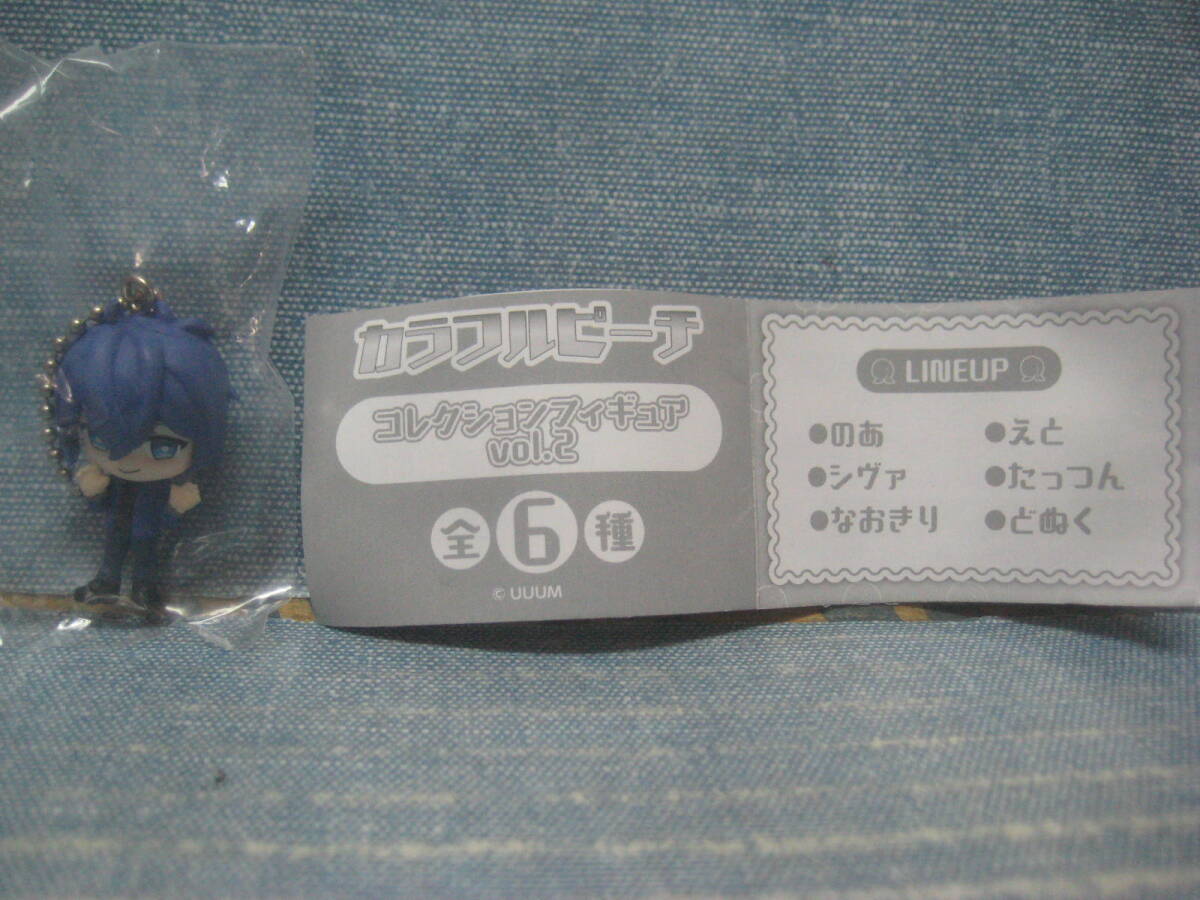 カラフルピーチ
コレクションフィギュア
vol.2
全6種
© UUUM
LINEUP
●のあ
●えと
●シヴァ
●たっつん
●なおきり
●どぬく